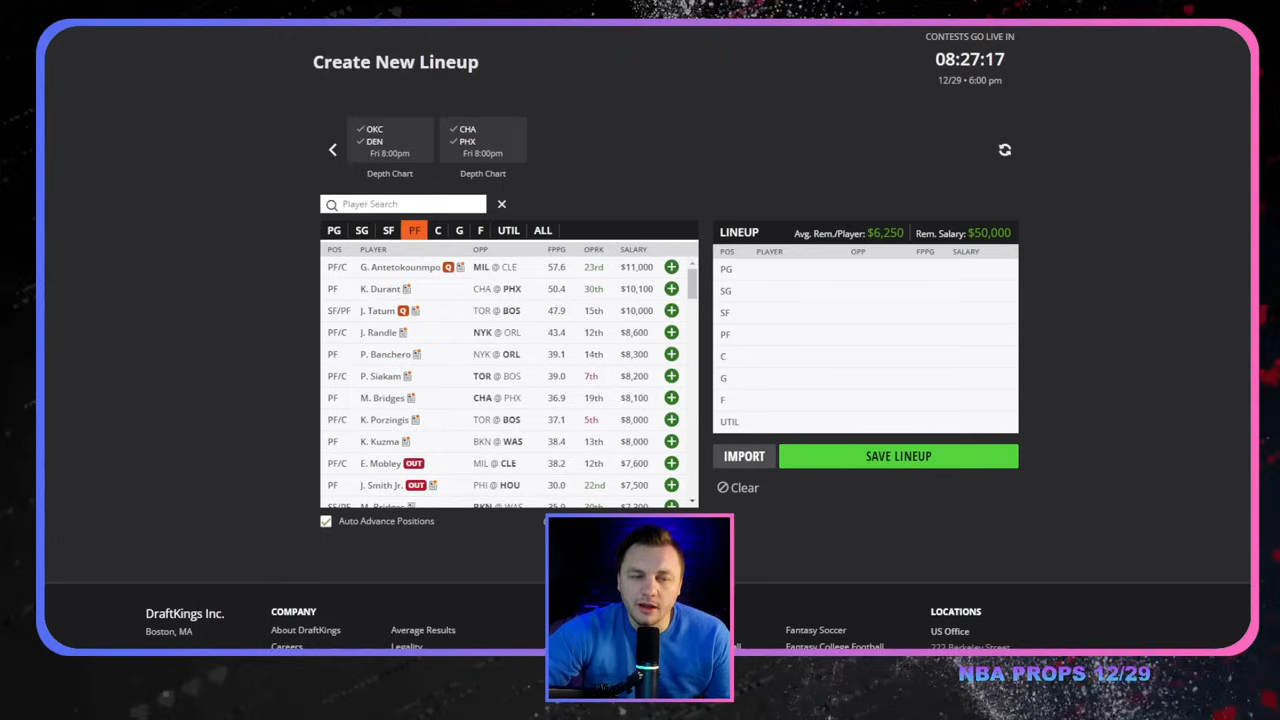 CONTESTS GO LIVE IN
Create New Lineup
08:27:17
12/29 • 6:00 pm
OKC
DEN
Fri 8:00pm
Depth Chart
CHA
PHX
Fri 8:00pm
Depth Chart
Player Search
PG SG SF PF C G F UTIL ALL
POS PLAYER OPP FPPG OPRK SALARY
PF/C G. Antetokounmpo Q MIL @ CLE 57.6 23rd $11,000
PF K. Durant CHA @ PHX 50.4 30th $10,100
SF/PF J. Tatum Q TOR @ BOS 47.9 15th $10,000
PF/C J. Randle NYK @ ORL 43.4 12th $8,600
PF P. Banchero NYK @ ORL 39.1 14th $8,300
PF/C P. Siakam TOR @ BOS 39.0 7th $8,200
PF M. Bridges CHA @ PHX 36.9 19th $8,100
PF/C K. Porzingis TOR @ BOS 37.1 5th $8,000
PF K. Kuzma BKN @ WAS 38.4 13th $8,000
PF/C E. Mobley OUT MIL @ CLE 38.2 12th $7,600
PF J. Smith Jr. OUT PHI @ HOU 30.0 22nd $7,500
Auto Advance Positions
LINEUP Avg. Rem./Player: $6,250 Rem. Salary: $50,000
POS PLAYER OPP FPPG SALARY
PG
SG
SF
PF
C
G
F
UTIL
IMPORT SAVE LINEUP
Clear
DraftKings Inc.
Boston, MA
COMPANY
About DraftKings
Careers
Average Results
Legality
Fantasy Soccer
Fantasy College Football
LOCATIONS
US Office
222 Berkeley Street
NBA PROPS 12/29